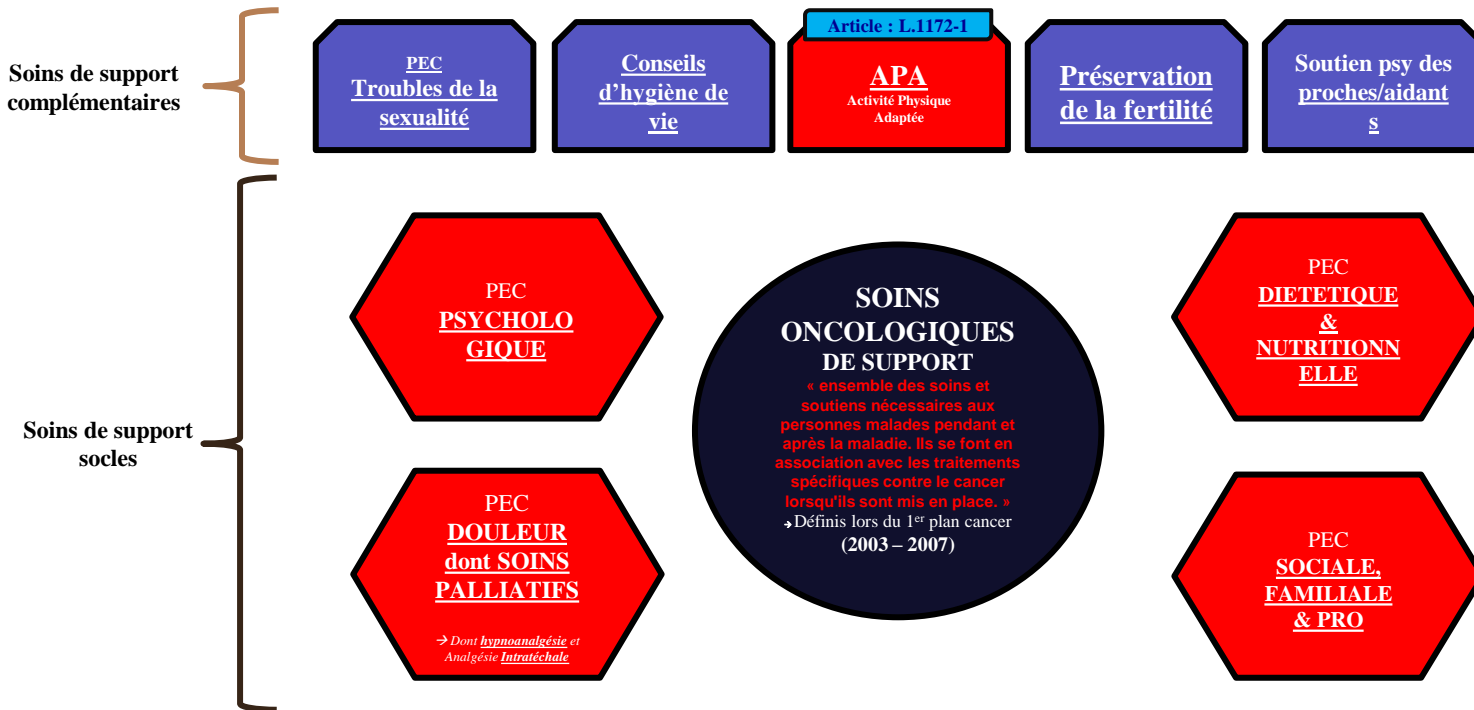 Soins de support
complémentaires
PEC
Troubles de la
sexualité
Conseils
d’hygiène de
vie
Article : L.1172-1
APA
Activité Physique
Adaptée
Préservation
de la fertilité
Soutien psy des
proches/aidant
s
Soins de support
socles
PEC
PSYCHOLO
GIQUE
PEC
DOULEUR
dont SOINS
PALLIATIFS
→ Dont hypnoanalgésie et
Analgésie Intratéchale
SOINS
ONCOLOGIQUES
DE SUPPORT
« ensemble des soins et
soutiens nécessaires aux
personnes malades pendant et
après la maladie. Ils se font en
association avec les traitements
spécifiques contre le cancer
lorsqu'ils sont mis en place. »
→Définis lors du 1er plan cancer
(2003 – 2007)
PEC
DIETETIQUE
&
NUTRITIONN
ELLE
PEC
SOCIALE,
FAMILIALE
& PRO